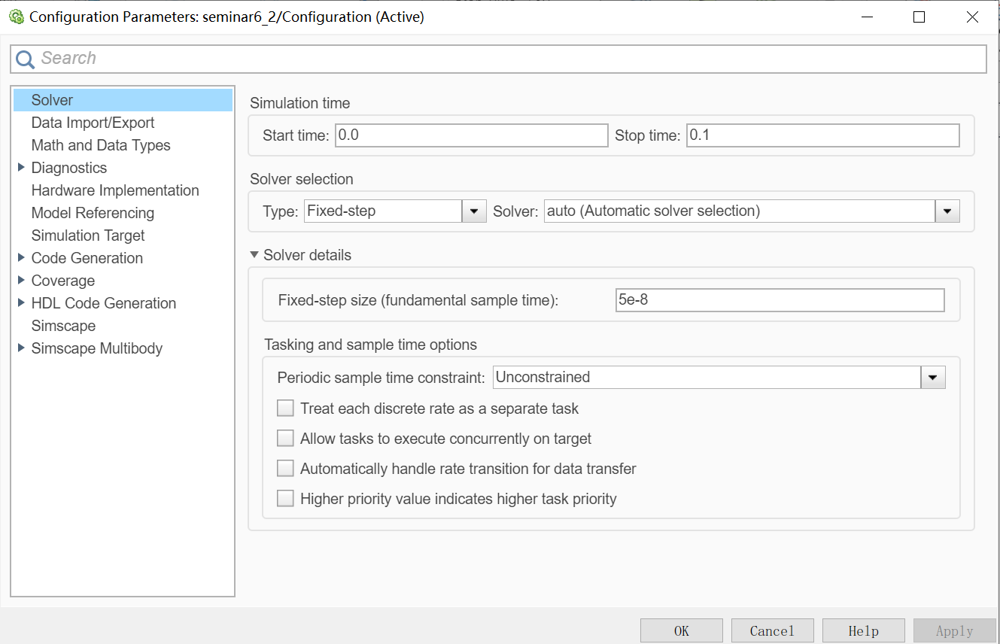 Configuration Parameters: seminar6_2/Configuration (Active)
Search
Solver
Data Import/Export
Math and Data Types
Diagnostics
Hardware Implementation
Model Referencing
Simulation Target
Code Generation
Coverage
HDL Code Generation
Simscape
Simscape Multibody
Simulation time
Start time: 0.0 Stop time: 0.1
Solver selection
Type: Fixed-step Solver: auto (Automatic solver selection)
Solver details
Fixed-step size (fundamental sample time): 5e-8
Tasking and sample time options
Periodic sample time constraint: Unconstrained
Treat each discrete rate as a separate task
Allow tasks to execute concurrently on target
Automatically handle rate transition for data transfer
Higher priority value indicates higher task priority
OK Cancel Help Apply